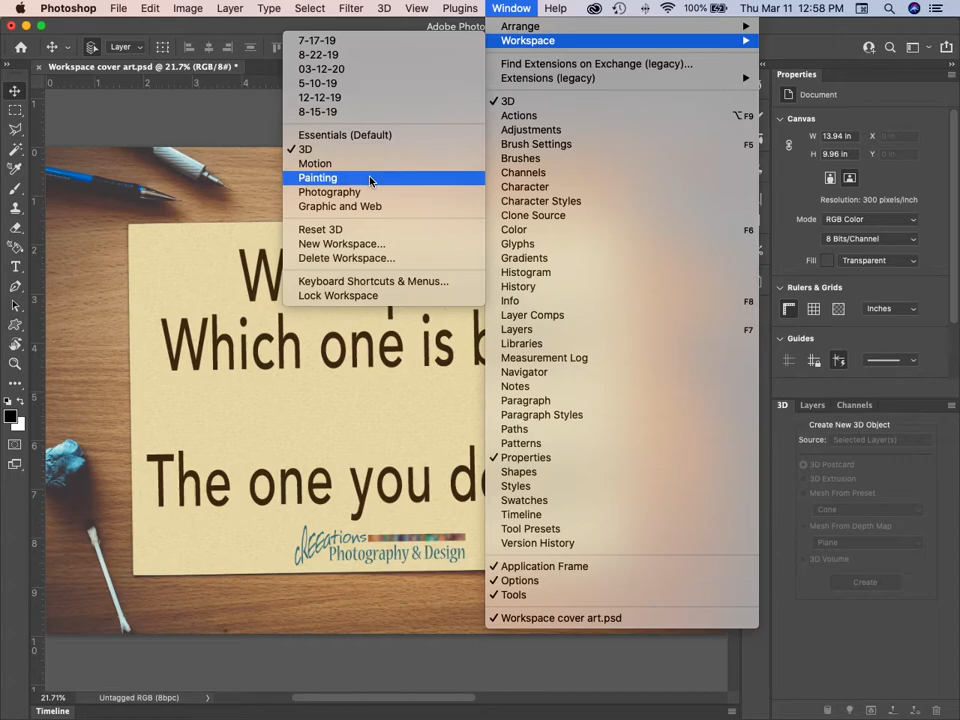 Photoshop File Edit Image Layer Type Select Filter 3D View Plugins Window Help 100% Thu Mar 11 12:58 PM
Adobe Photo
Layer
Workspace cover art.psd @ 21.7% (RGB/8#) *
7-17-19
8-22-19
03-12-20
5-10-19
12-12-19
8-15-19
Essentials (Default)
3D
Motion
Painting
Photography
Graphic and Web
Reset 3D
New Workspace...
Delete Workspace...
Keyboard Shortcuts & Menus...
Lock Workspace
Arrange
Workspace
Find Extensions on Exchange (legacy)...
Extensions (legacy)
3D
Actions ⌥F9
Adjustments
Brush Settings F5
Brushes
Channels
Character
Character Styles
Clone Source
Color F6
Glyphs
Gradients
Histogram
History
Info F8
Layer Comps
Layers F7
Libraries
Measurement Log
Navigator
Notes
Paragraph
Paragraph Styles
Paths
Patterns
Properties
Shapes
Styles
Swatches
Timeline
Tool Presets
Version History
Application Frame
Options
Tools
Workspace cover art.psd
Which one is b
The one you d
CREEations
Photography & Design
Properties
Document
Canvas
W 13.94 in X 0 in
H 9.96 in Y 0 in
Resolution: 300 pixels/inch
Mode RGB Color
8 Bits/Channel
Fill Transparent
Rulers & Grids
Inches
Guides
3D Layers Channels
Create New 3D Object
Source: Selected Layer(s)
3D Postcard
3D Extrusion
Mesh From Preset
Cone
Mesh From Depth Map
Plane
3D Volume
Create
21.71% Untagged RGB (8bpc)
Timeline